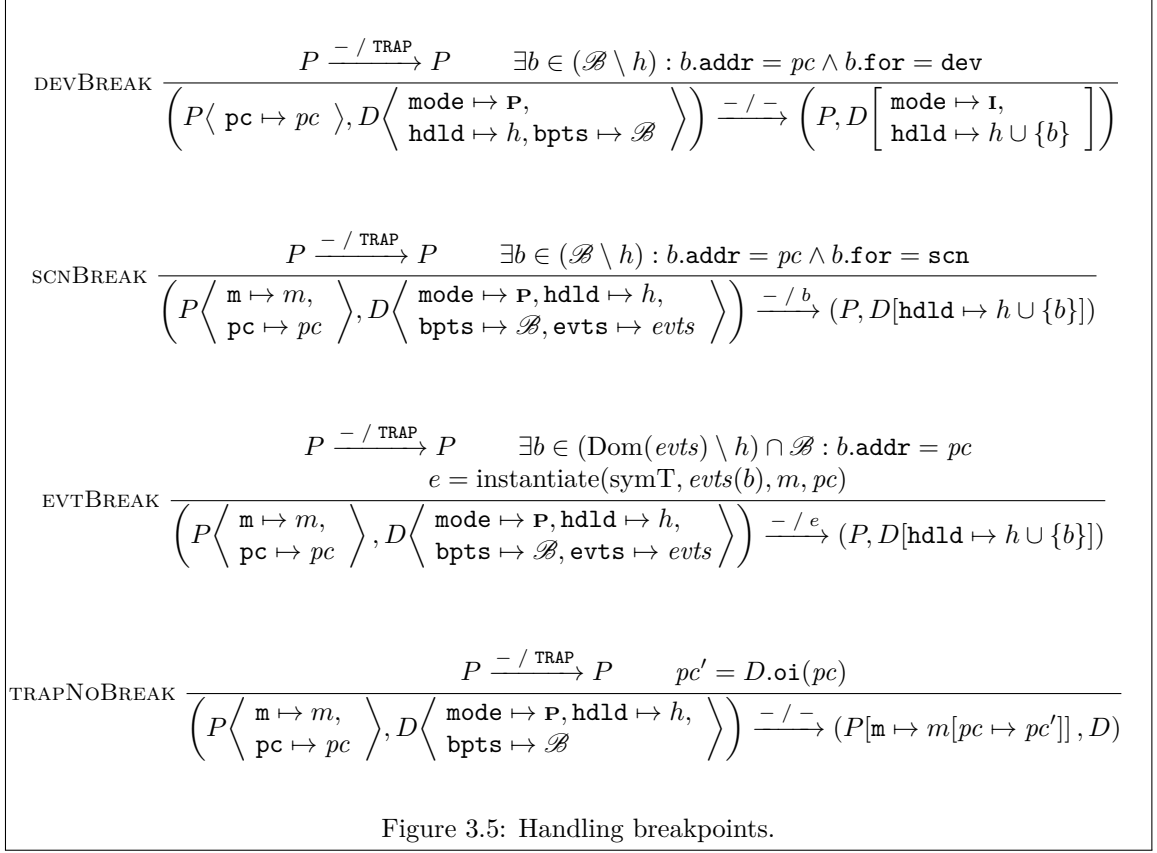 P —– / TRAP→ P ∃b ∈ (ℬ \ h) : b.addr = pc ∧ b.for = dev
DEVBREAK
(P⟨ pc ↦ pc ⟩, D⟨ mode ↦ P, hdld ↦ h, bpts ↦ ℬ ⟩) —– / –→ (P, D[ mode ↦ I, hdld ↦ h ∪ {b} ])
P —– / TRAP→ P ∃b ∈ (ℬ \ h) : b.addr = pc ∧ b.for = scn
SCNBREAK
(P⟨ m ↦ m, pc ↦ pc ⟩, D⟨ mode ↦ P, hdld ↦ h, bpts ↦ ℬ, evts ↦ evts ⟩) —– / b→ (P, D[hdld ↦ h ∪ {b}])
P —– / TRAP→ P ∃b ∈ (Dom(evts) \ h) ∩ ℬ : b.addr = pc
e = instantiate(symT, evts(b), m, pc)
EVTBREAK
(P⟨ m ↦ m, pc ↦ pc ⟩, D⟨ mode ↦ P, hdld ↦ h, bpts ↦ ℬ, evts ↦ evts ⟩) —– / e→ (P, D[hdld ↦ h ∪ {b}])
P —– / TRAP→ P pc′ = D.oi(pc)
TRAPNOBREAK
(P⟨ m ↦ m, pc ↦ pc ⟩, D⟨ mode ↦ P, hdld ↦ h, bpts ↦ ℬ ⟩) —– / –→ (P[m ↦ m[pc ↦ pc′]] , D)
Figure 3.5: Handling breakpoints.